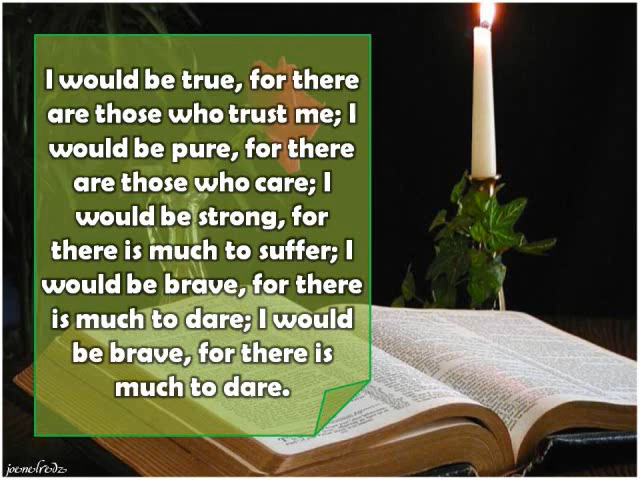 I would be true, for there
are those who trust me; I
would be pure, for there
are those who care; I
would be strong, for
there is much to suffer; I
would be brave, for there
is much to dare; I would
be brave, for there is
much to dare.
joenelredz